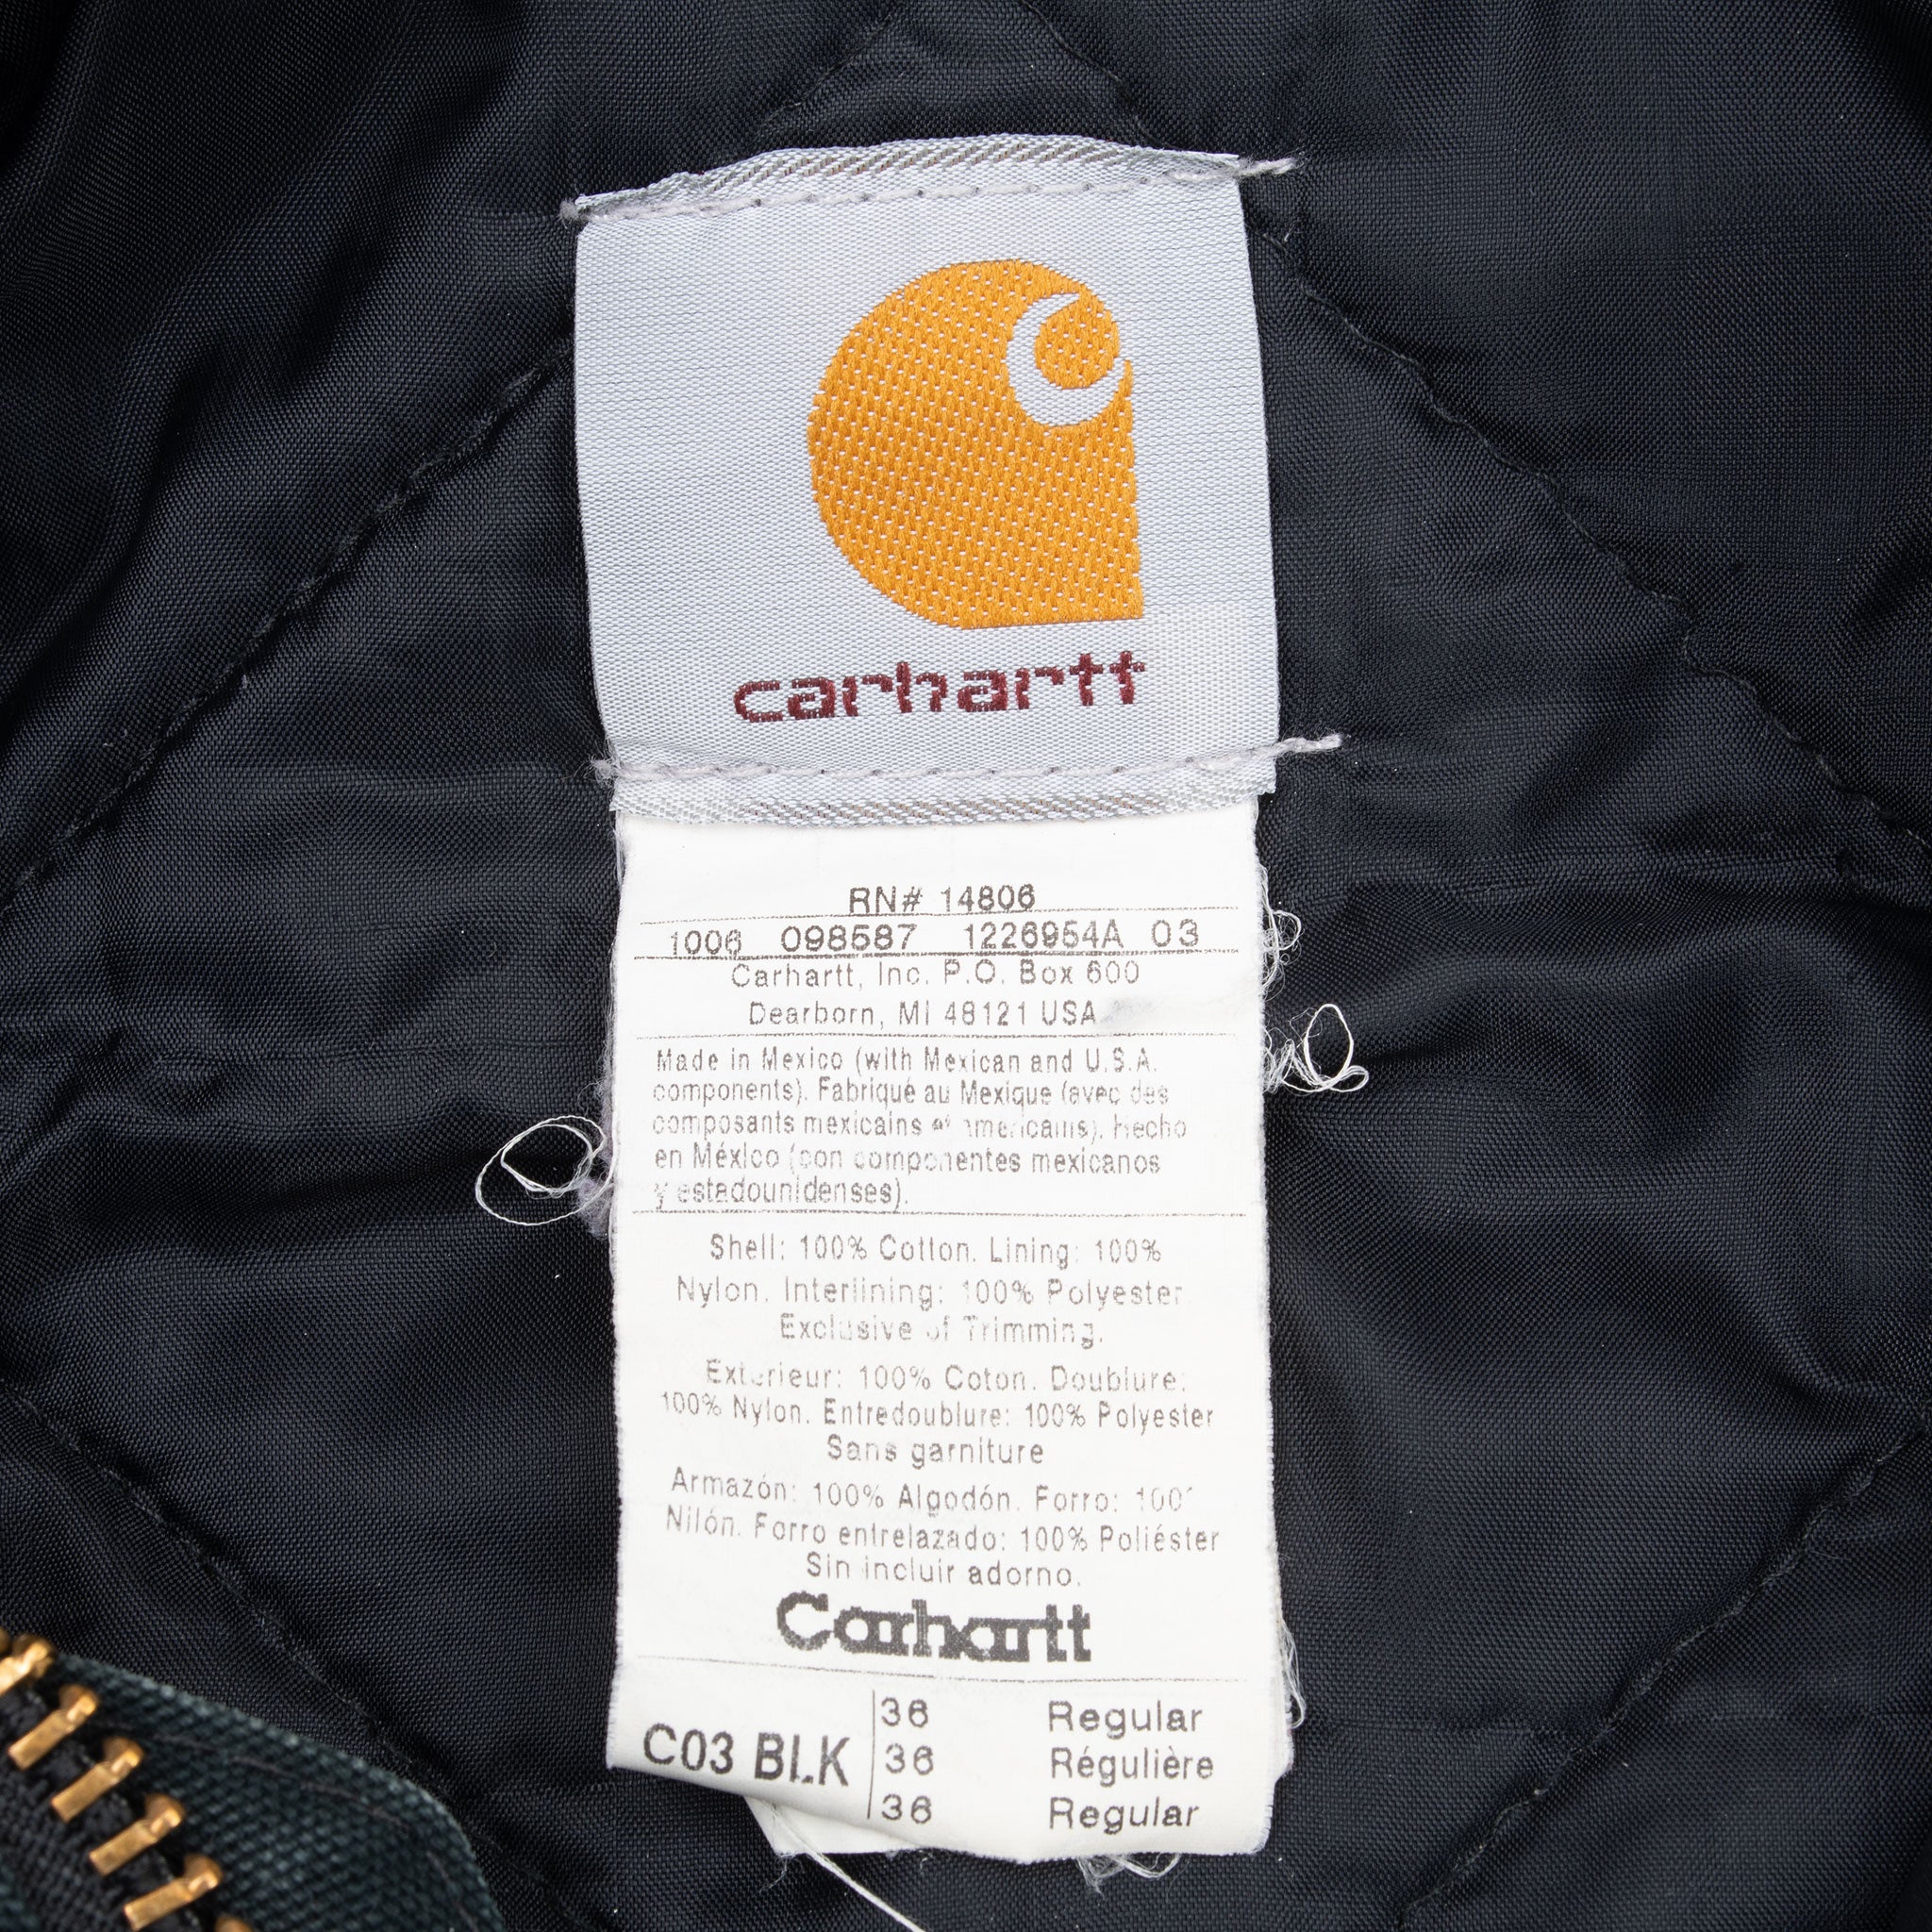 carhartt
RN# 14806
1006 098587 1226954A 03
Carhartt, Inc. P.O. Box 600
Dearborn, MI 48121 USA
Made in Mexico (with Mexican and U.S.A.
components). Fabriqué au Mexique (avec des
composants mexicains et americains). Hecho
en México (con componentes mexicanos
y estadounidenses).
Shell: 100% Cotton. Lining: 100%
Nylon. Interlining: 100% Polyester.
Exclusive of Trimming.
Exterieur: 100% Coton. Doublure:
100% Nylon. Entredoublure: 100% Polyester
Sans garniture
Armazón: 100% Algodón. Forro: 100%
Nilón. Forro entrelazado: 100% Poliéster
Sin incluir adorno.
Carhartt
C03 BLK
36 Regular
36 Régulière
36 Regular